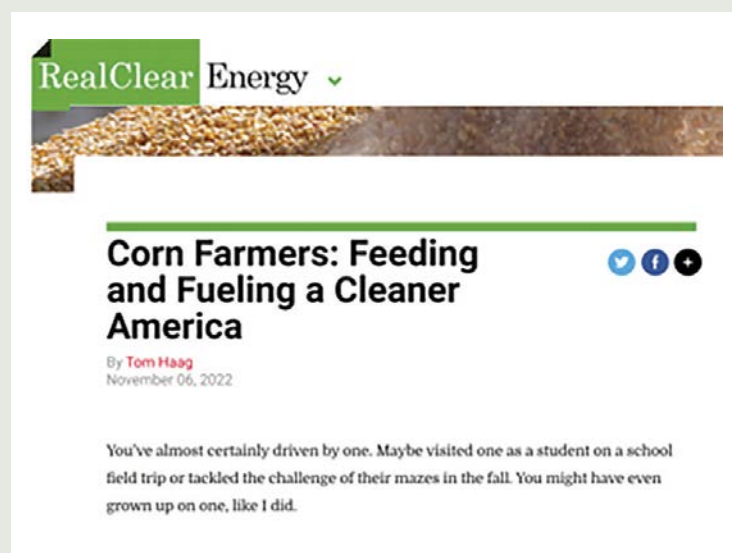 RealClear Energy
Corn Farmers: Feeding
and Fueling a Cleaner
America
By Tom Haag
November 06, 2022
You've almost certainly driven by one. Maybe visited one as a student on a school
field trip or tackled the challenge of their mazes in the fall. You might have even
grown up on one, like I did.